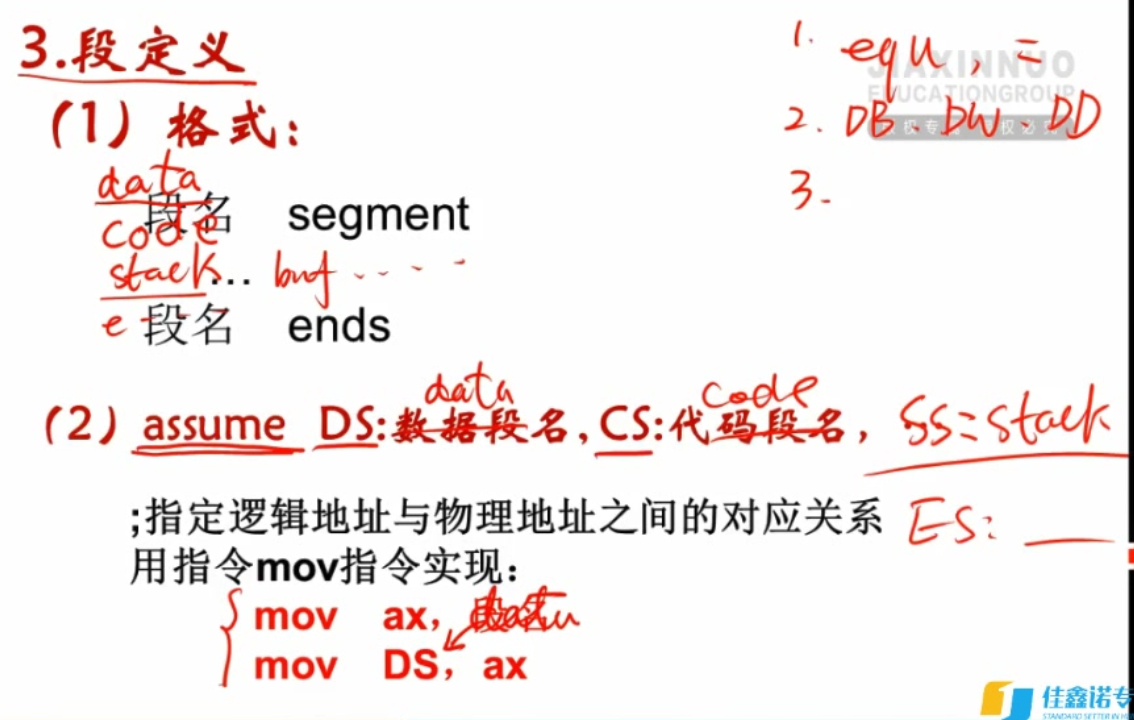 3.段定义
1. equ, =
JIAXINNUO
EDUCATIONGROUP
(1)格式:
2. DB、DW、DD
data
3.
段名 segment
code
stack... buf
e 段名 ends
data code
(2) assume DS:数据段名,CS:代码段名, SS:stack
;指定逻辑地址与物理地址之间的对应关系 ES:
用指令mov指令实现:
mov ax, 段名 data
mov DS, ax
佳鑫诺专